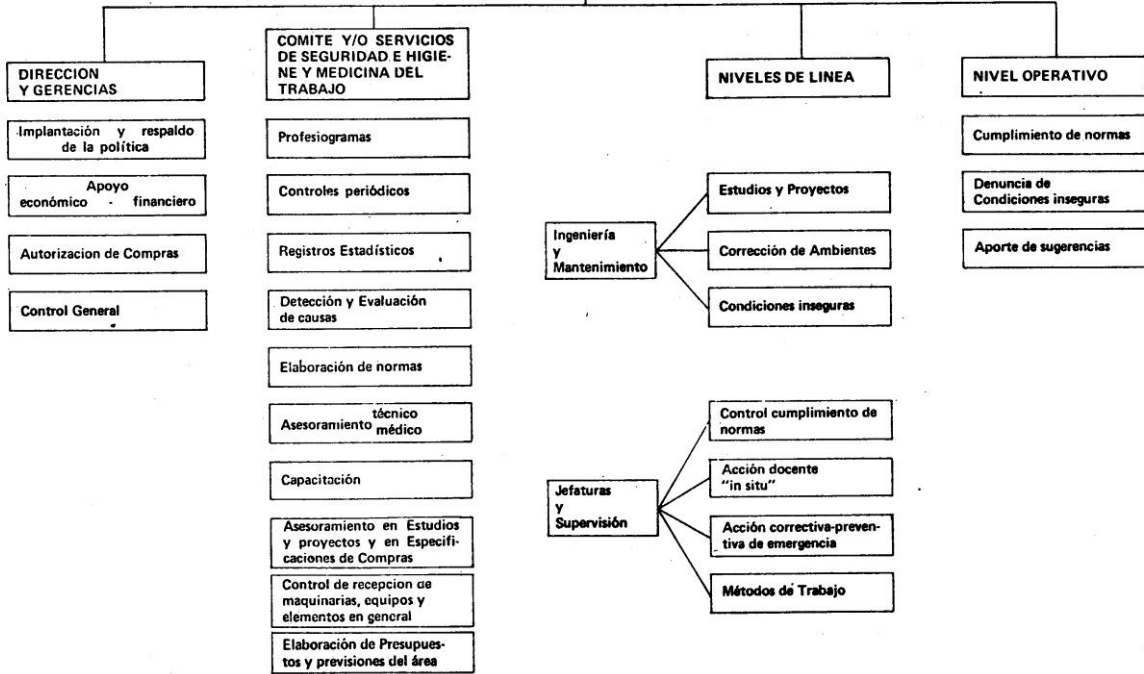 DIRECCION
Y GERENCIAS
Implantación y respaldo
de la política
Apoyo
económico - financiero
Autorizacion de Compras
Control General
COMITE Y/O SERVICIOS
DE SEGURIDAD E HIGIE-
NE Y MEDICINA DEL
TRABAJO
Profesiogramas
Controles periódicos
Registros Estadísticos
Detección y Evaluación
de causas
Elaboración de normas
Asesoramiento técnico
médico
Capacitación
Asesoramiento en Estudios
y proyectos y en Especifi-
caciones de Compras
Control de recepcion de
maquinarias, equipos y
elementos en general
Elaboración de Presupues-
tos y previsiones del área
NIVELES DE LINEA
Ingeniería
y
Mantenimiento
Estudios y Proyectos
Corrección de Ambientes
Condiciones inseguras
Jefaturas
y
Supervisión
Control cumplimiento de
normas
Acción docente
"in situ"
Acción correctiva-preven-
tiva de emergencia
Métodos de Trabajo
NIVEL OPERATIVO
Cumplimiento de normas
Denuncia de
Condiciones inseguras
Aporte de sugerencias